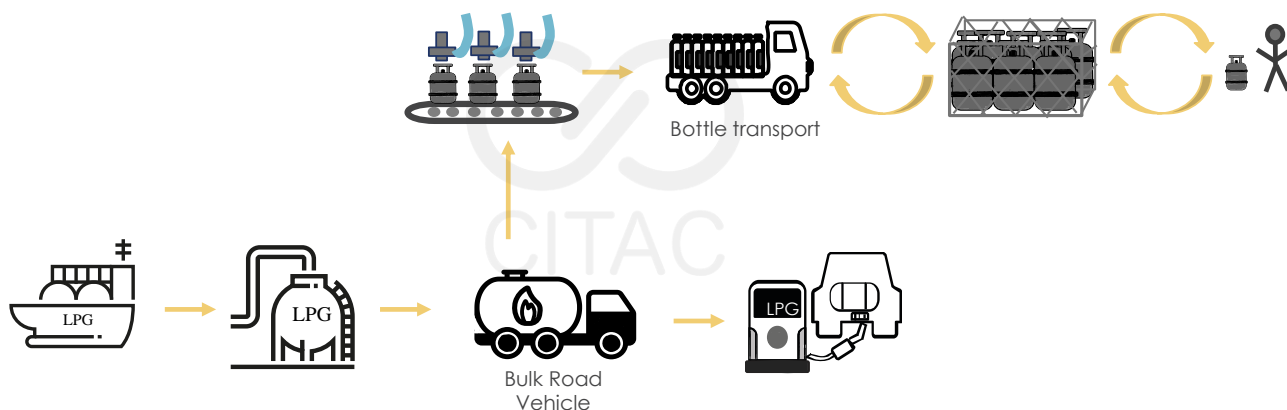 Bottle transport
CITAC
LPG
LPG
LPG
Bulk Road
Vehicle